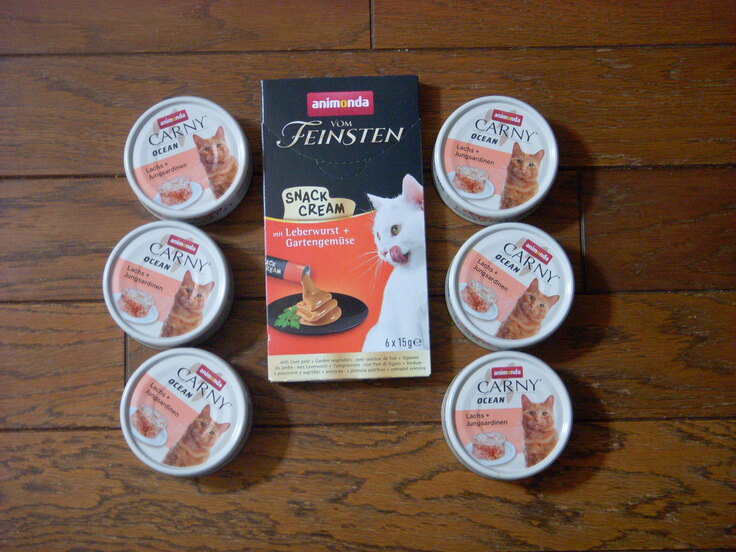 animonda
CARNY
OCEAN
Lachs +
Jungsardinen
animonda
CARNY
OCEAN
Lachs +
Jungsardinen
animonda
CARNY
OCEAN
Lachs +
Jungsardinen
animonda
VOM
FEINSTEN
SNACK
CREAM
mit Leberwurst +
Gartengemüse
CREAM
6 x 15g e
animonda
CARNY
OCEAN
Lachs +
Jungsardinen
animonda
CARNY
OCEAN
Lachs +
Jungsardinen
animonda
CARNY
OCEAN
Lachs +
Jungsardinen